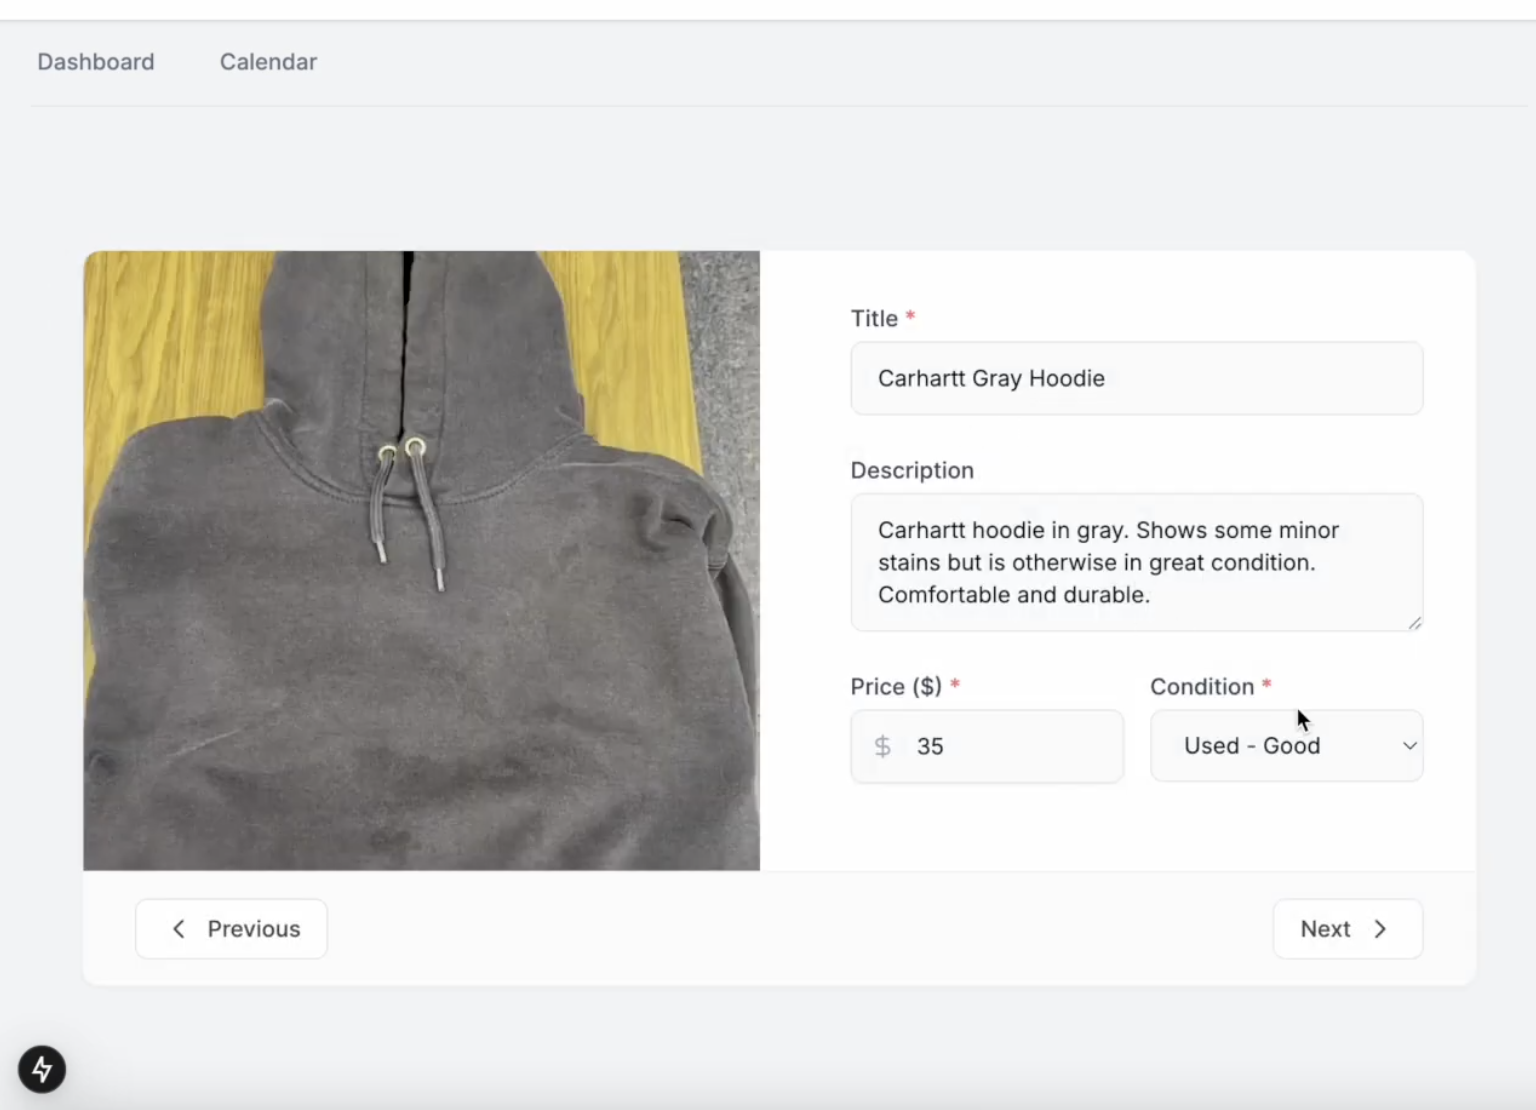 Dashboard Calendar
Title *
Carhartt Gray Hoodie
Description
Carhartt hoodie in gray. Shows some minor
stains but is otherwise in great condition.
Comfortable and durable.
Price ($) * Condition *
$ 35 Used - Good
Previous Next